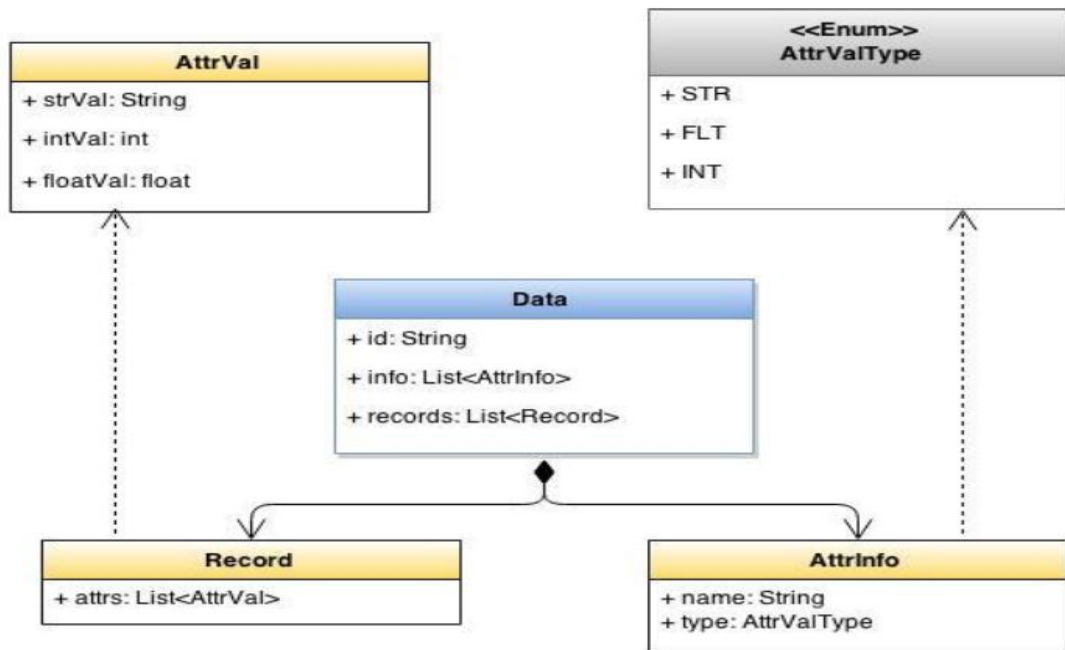 AttrVal
+ strVal: String
+ intVal: int
+ floatVal: float
<<Enum>>
AttrValType
+ STR
+ FLT
+ INT
Data
+ id: String
+ info: List<AttrInfo>
+ records: List<Record>
Record
+ attrs: List<AttrVal>
AttrInfo
+ name: String
+ type: AttrValType